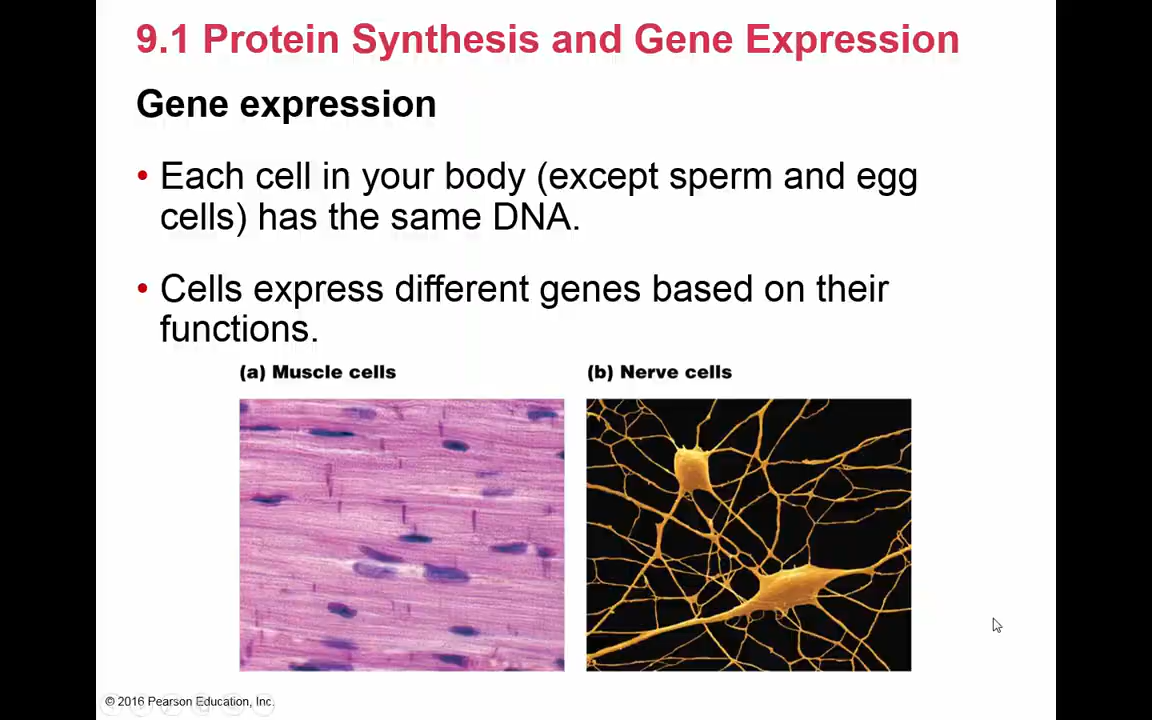 9.1 Protein Synthesis and Gene Expression
Gene expression
• Each cell in your body (except sperm and egg
cells) has the same DNA.
• Cells express different genes based on their
functions.
(a) Muscle cells
(b) Nerve cells
© 2016 Pearson Education, Inc.